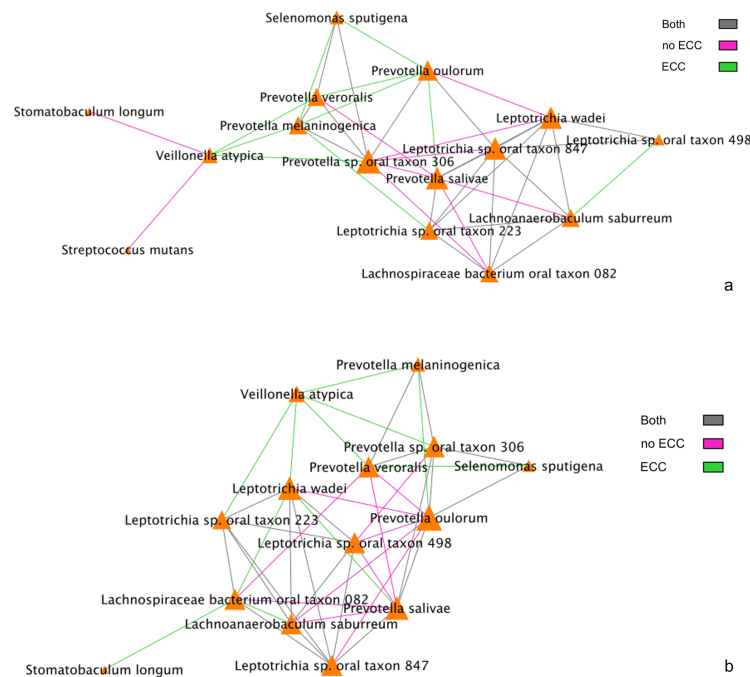 Selenomonas sputigena
Both
no ECC
ECC
Prevotella oulorum
Prevotella veroralis
Stomatobaculum longum
Leptotrichia wadei
Prevotella melaninogenica
Leptotrichia sp. oral taxon 498
Leptotrichia sp. oral taxon 847
Veillonella atypica
Prevotella sp. oral taxon 306
Prevotella salivae
Lachnoanaerobaculum saburreum
Leptotrichia sp. oral taxon 223
Streptococcus mutans
Lachnospiraceae bacterium oral taxon 082
a
Prevotella melaninogenica
Veillonella atypica
Both
no ECC
ECC
Prevotella sp. oral taxon 306
Prevotella veroralis
Selenomonas sputigena
Leptotrichia wadei
Leptotrichia sp. oral taxon 223
Prevotella oulorum
Leptotrichia sp. oral taxon 498
Lachnospiraceae bacterium oral taxon 082
Prevotella salivae
Lachnoanaerobaculum saburreum
Stomatobaculum longum
Leptotrichia sp. oral taxon 847
b